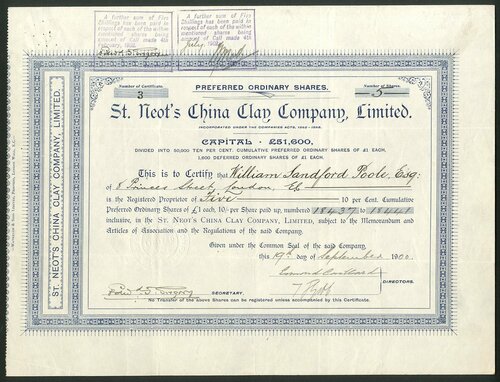 A further sum of Five
Shillings has been paid in
respect of each of the within
mentioned shares being
amount of Call made 4th
A further sum of Five
Shillings has been paid in
respect of each of the within
mentioned shares being
amount of Call made 4th
July,
Number of Certificate.
3
PREFERRED ORDINARY SHARES.
Number of Shares.
5
St. Neot's China Clay Company, Limited.
INCORPORATED UNDER THE COMPANIES ACTS, 1862-1898.
CAPITAL - £51,600,
DIVIDED INTO 50,000 TEN PER CENT. CUMULATIVE PREFERRED ORDINARY SHARES OF £1 EACH,
1,600 DEFERRED ORDINARY SHARES OF £1 EACH.
This is to Certify that William Sandford Poole, Esq:
of 8 Princes Street, London, EC
is the Registered Proprietor of Five 10 per Cent. Cumulative
Preferred Ordinary Shares of £1 each, 10/- per Share paid up, numbered 18437 to 18441
inclusive, in the ST. NEOT'S CHINA CLAY COMPANY, LIMITED, subject to the Memorandum and
Articles of Association and the Regulations of the said Company.
Given under the Common Seal of the said Company,
this 19th day of September 1900.
DIRECTORS.
SECRETARY.
No Transfer of the above Shares can be registered unless accompanied by this Certificate.
ST. NEOT'S CHINA CLAY COMPANY, LIMITED.